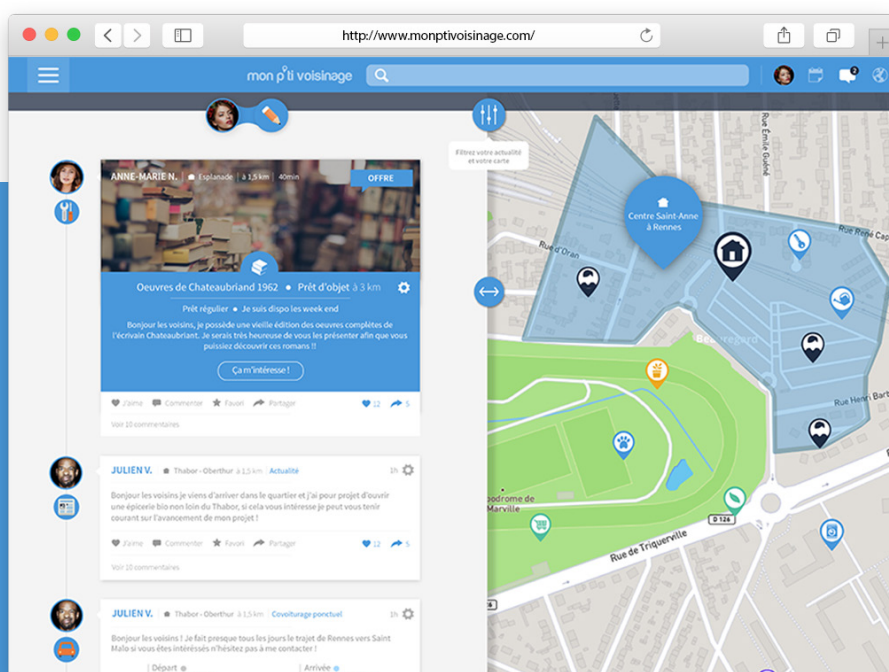 http://www.monptivoisinage.com/
mon p'ti voisinage
2
Filtrez votre actualité
et votre carte
ANNE-MARIE N. Esplanade à 1,5 km 40min
OFFRE
Oeuvres de Chateaubriand 1962 • Prêt d'objet à 3 km
Prêt régulier • Je suis dispo les week end
Bonjour les voisins, je possède une vieille édition des oeuvres complètes de
l'écrivain Chateaubriant. Je serais très heureuse de vous les présenter afin que vous
puissiez découvrir ces romans !!
Ça m'intéresse !
J'aime Commenter Favori Partager 12 5
Voir 10 commentaires
JULIEN V. Thabor - Oberthur à 1,5 km Actualité 1h
Bonjour les voisins je viens d'arriver dans le quartier et j'ai pour projet d'ouvrir
une épicerie bio non loin du Thabor, si cela vous intéresse je peut vous tenir
courant sur l'avancement de mon projet !
J'aime Commenter Favori Partager 12 5
Voir 10 commentaires
JULIEN V. Thabor - Oberthur à 1,5 km Covoiturage ponctuel 1h
Bonjour les voisins ! Je fait presque tous les jours le trajet de Rennes vers Saint
Malo si vous êtes intéréssés n'hésitez pas à me contacter !
Départ Arrivée
Rue Émile Guône
Centre Saint-Anne
à Rennes
Rue René Cap
Rue d'Oran
Beauregard
Rue Henri Bart
podrome de
Marville
D 126
Rue de Triquerville